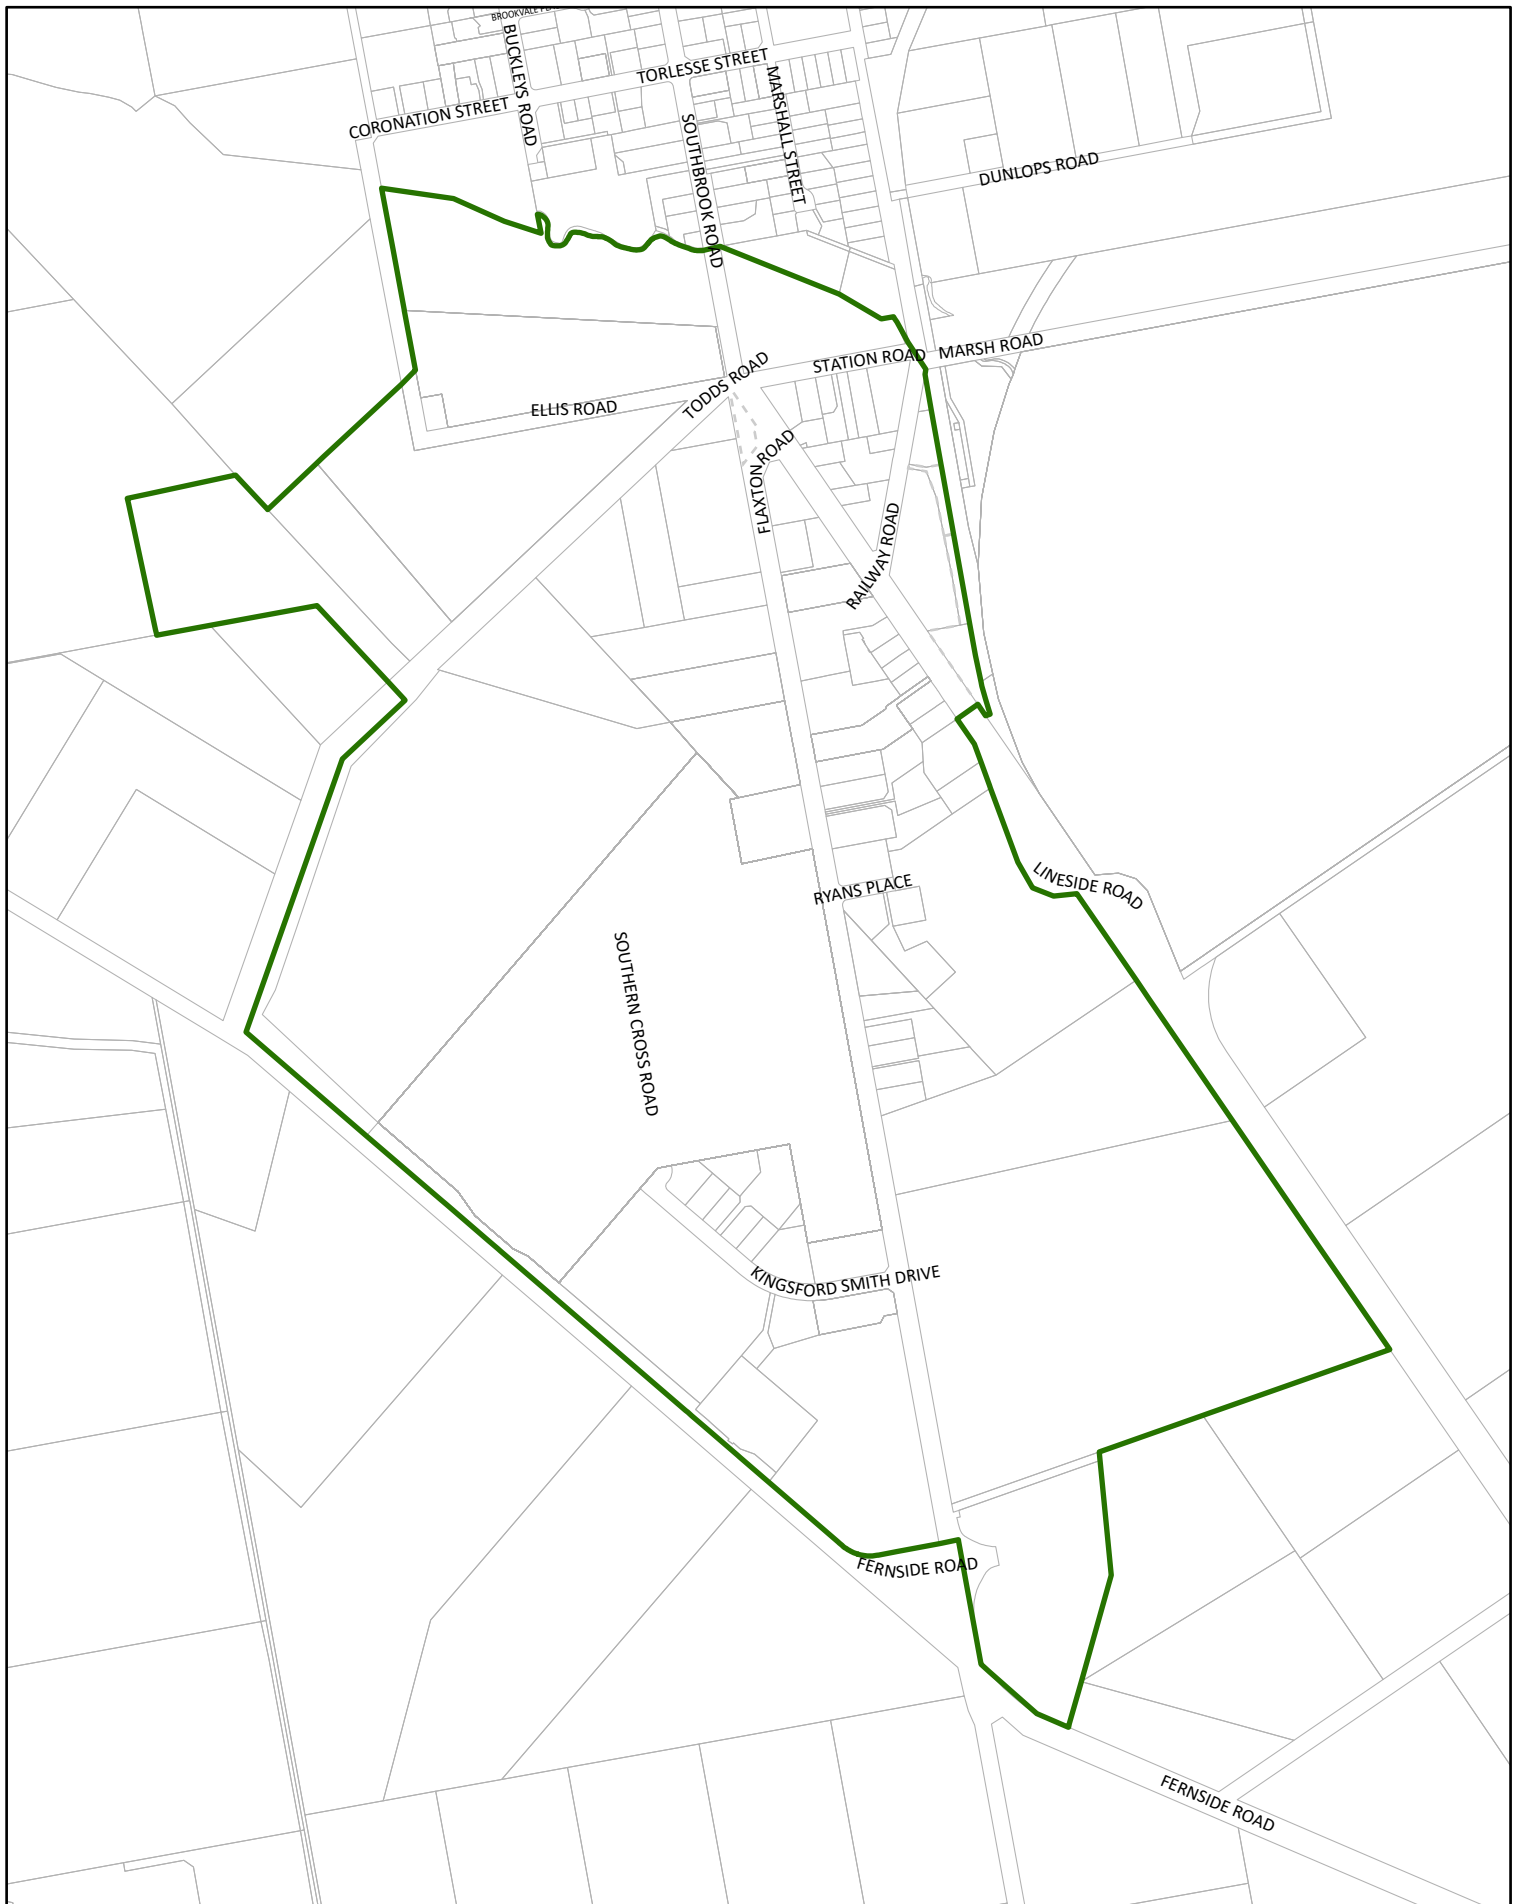 BROOKVALE PL
BUCKLEYS ROAD
TORLESSE STREET
CORONATION STREET
MARSHALL STREET
SOUTHBROOK ROAD
DUNLOPS ROAD
STATION ROAD
MARSH ROAD
TODDS ROAD
ELLIS ROAD
ROAD
FLAXTON
RAILWAY ROAD
LINESIDE ROAD
RYANS PLACE
SOUTHERN CROSS ROAD
KINGSFORD SMITH DRIVE
FERNSIDE ROAD
FERNSIDE ROAD